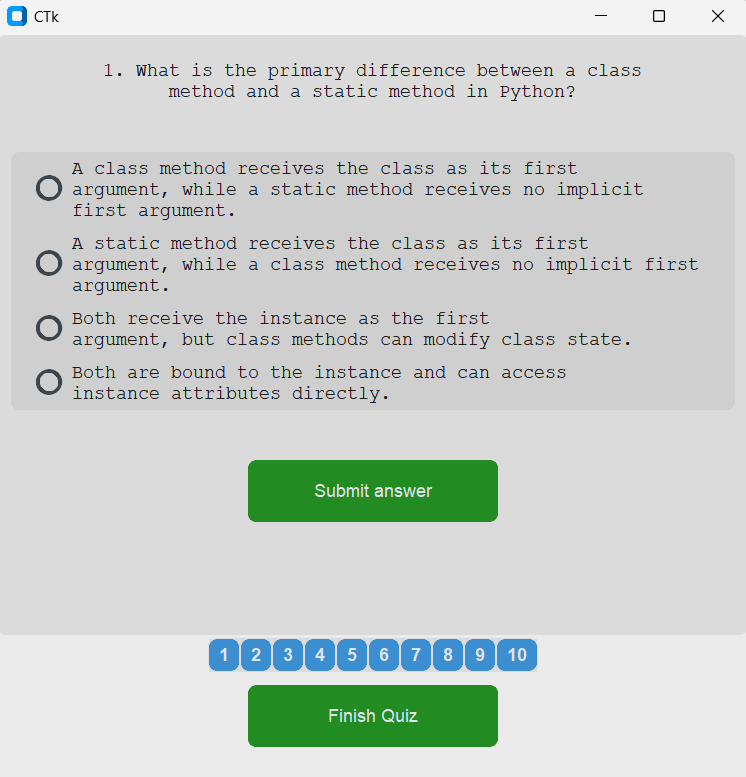 CTk
1. What is the primary difference between a class
method and a static method in Python?
A class method receives the class as its first
argument, while a static method receives no implicit
first argument.
A static method receives the class as its first
argument, while a class method receives no implicit first
argument.
Both receive the instance as the first
argument, but class methods can modify class state.
Both are bound to the instance and can access
instance attributes directly.
Submit answer
1 2 3 4 5 6 7 8 9 10
Finish Quiz